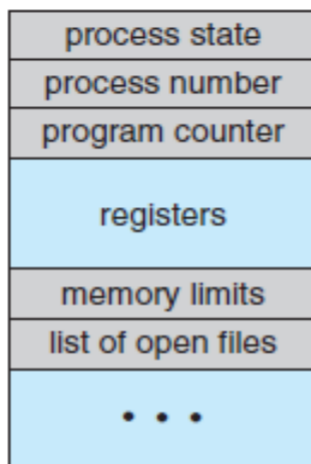 process state
process number
program counter
registers
memory limits
list of open files
• • •